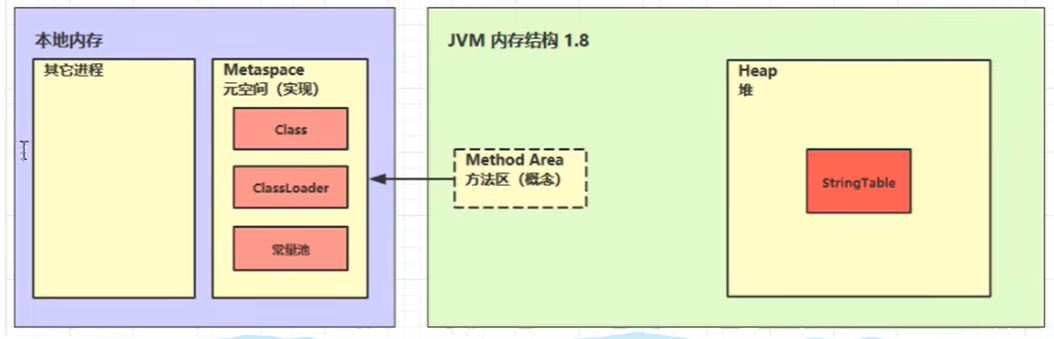 本地内存
其它进程
Metaspace
元空间（实现）
Class
ClassLoader
常量池
JVM 内存结构 1.8
Method Area
方法区（概念）
Heap
堆
StringTable